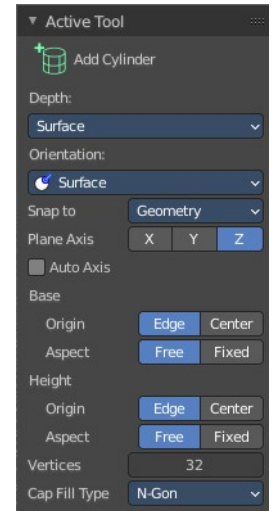 Active Tool
Add Cylinder
Depth:
Surface
Orientation:
Surface
Snap to Geometry
Plane Axis X Y Z
Auto Axis
Base
Origin Edge Center
Aspect Free Fixed
Height
Origin Edge Center
Aspect Free Fixed
Vertices 32
Cap Fill Type N-Gon